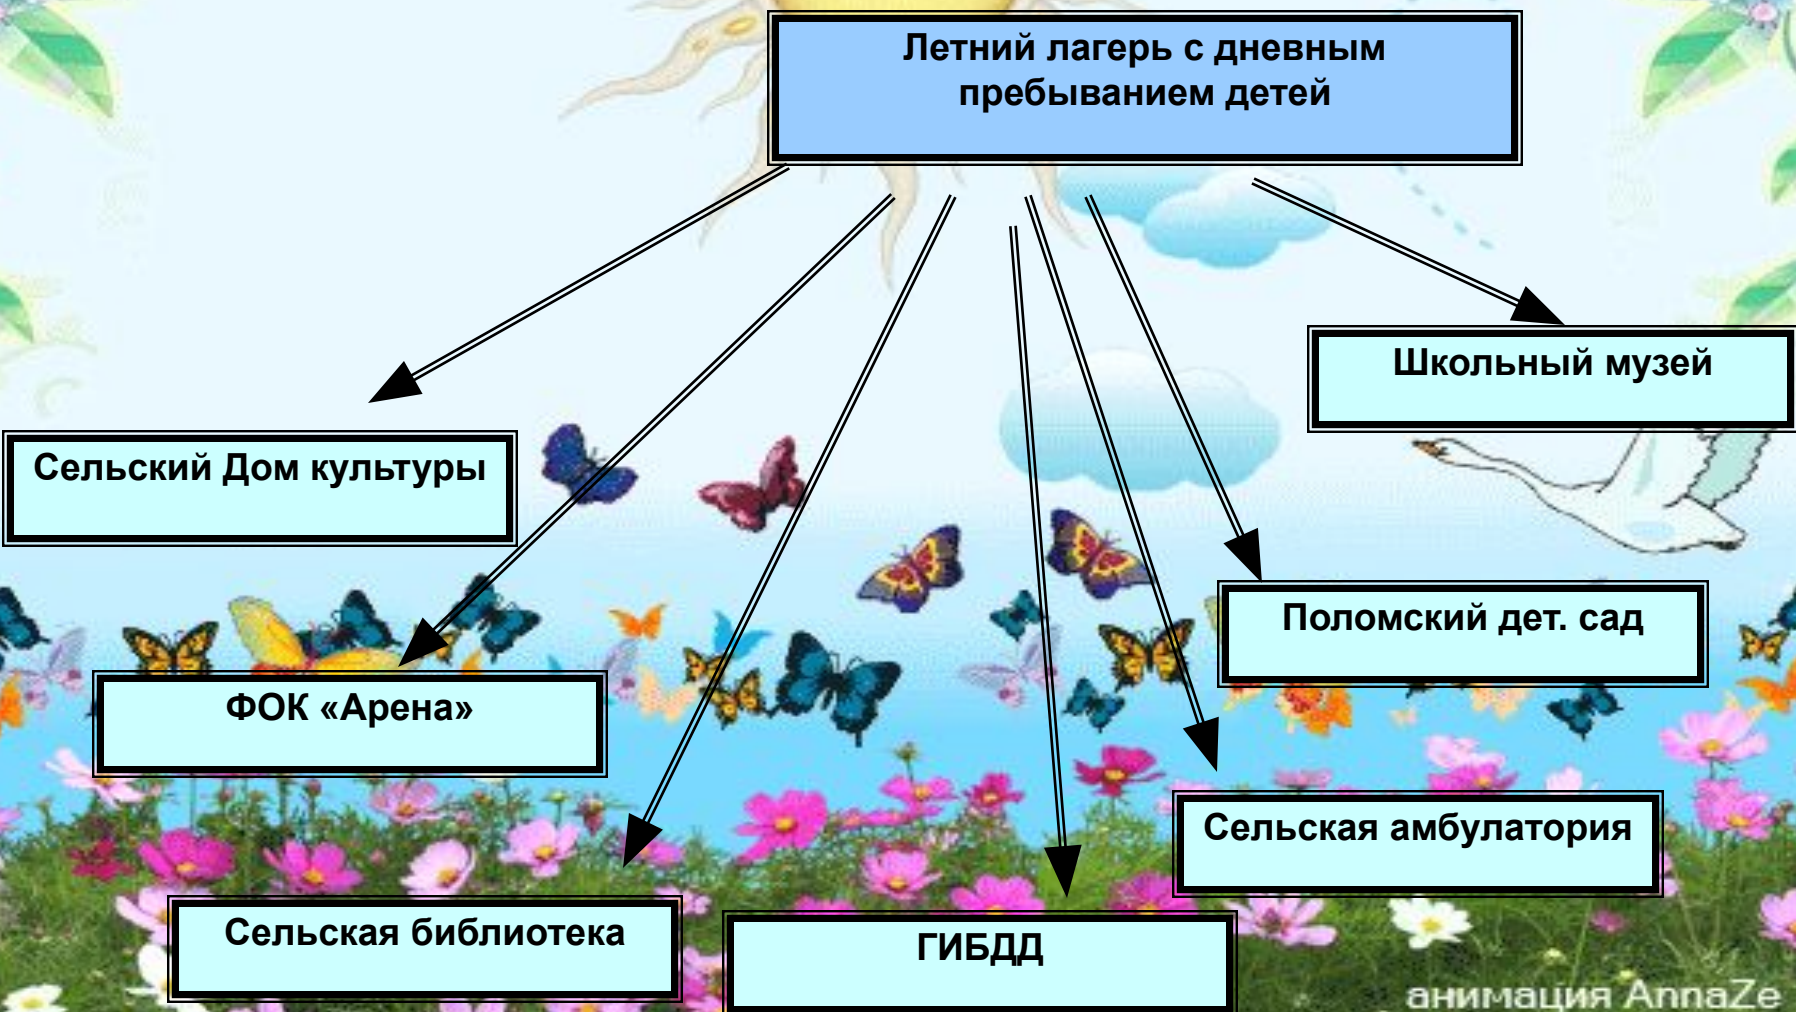 Летний лагерь с дневным
пребыванием детей
Школьный музей
Сельский Дом культуры
Поломский дет. сад
ФОК «Арена»
Сельская амбулатория
Сельская библиотека
ГИБДД
анимация AnnaZe